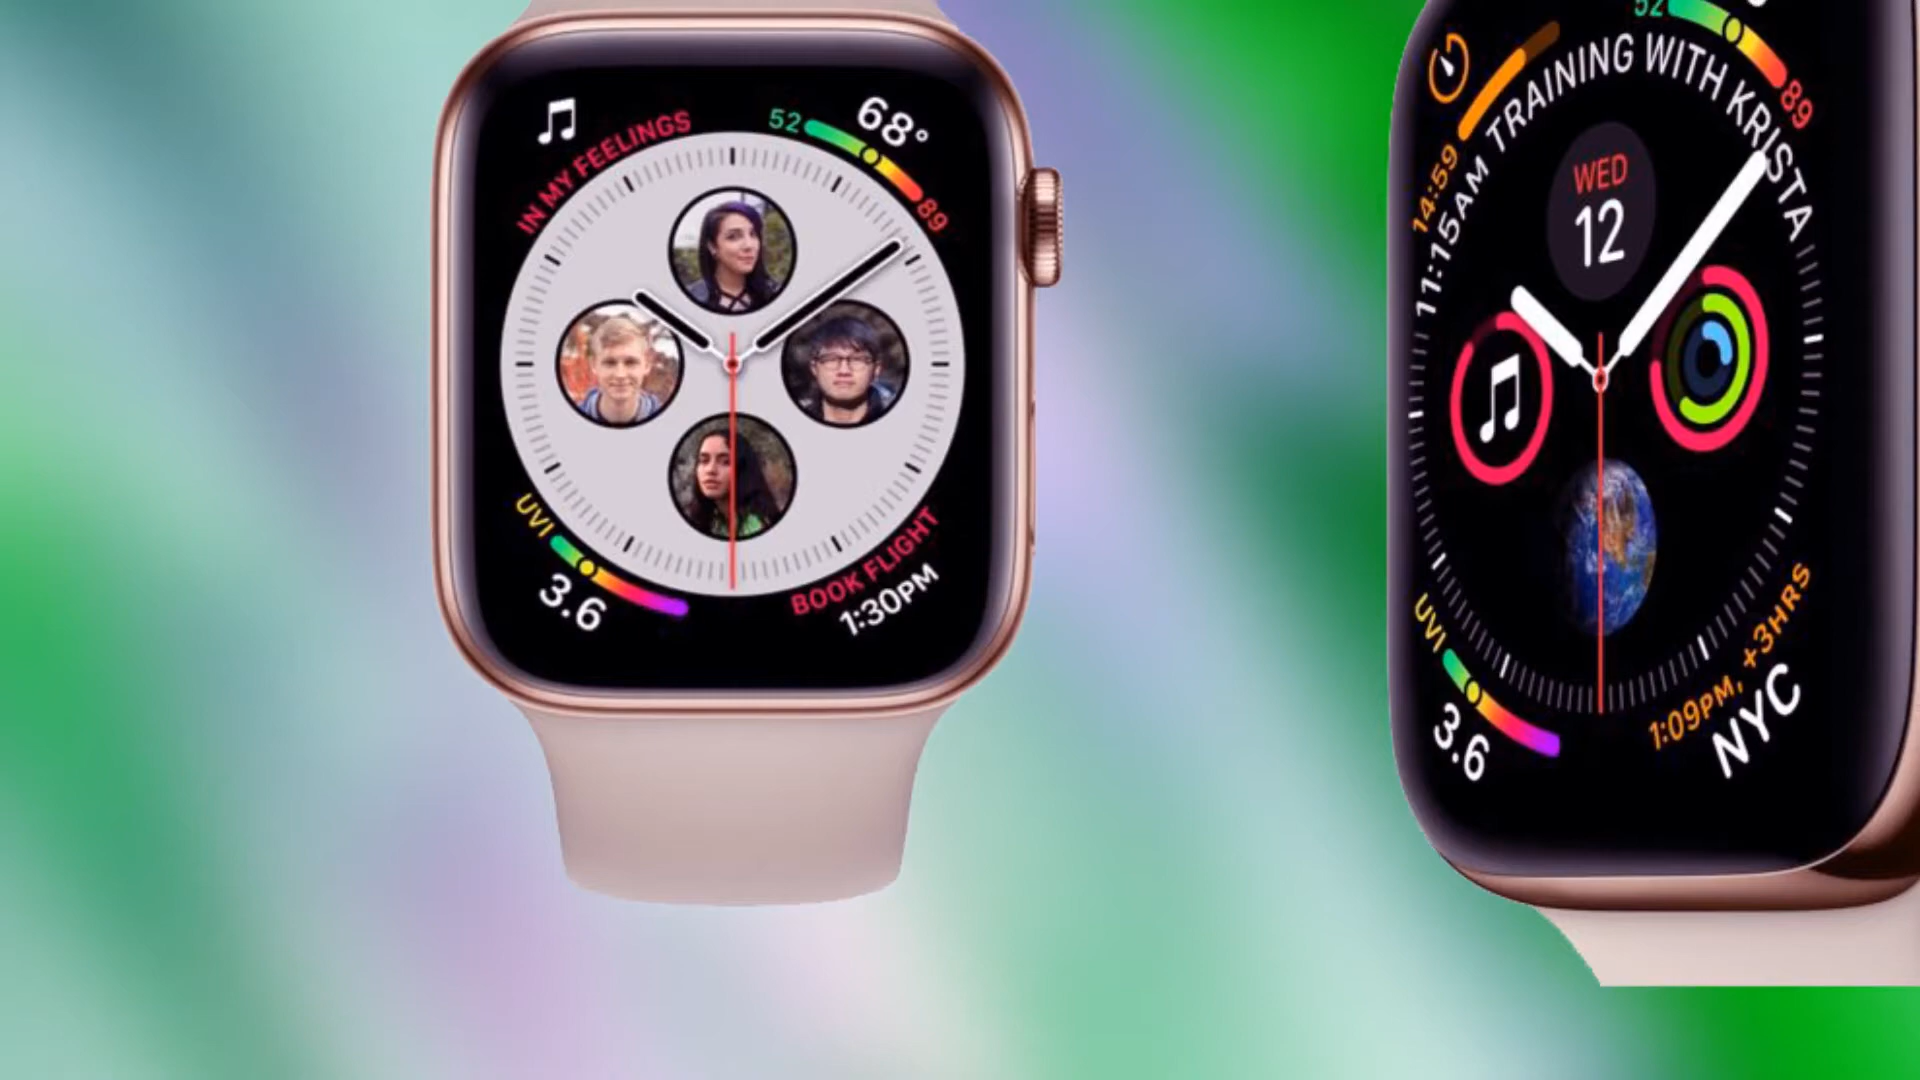 IN MY FEELINGS
52
68°
89
UVI
3.6
BOOK FLIGHT
1:30PM
52
89
14:59
11:15AM TRAINING WITH KRISTA
WED
12
UVI
3.6
1:09PM, +3HRS
NYC